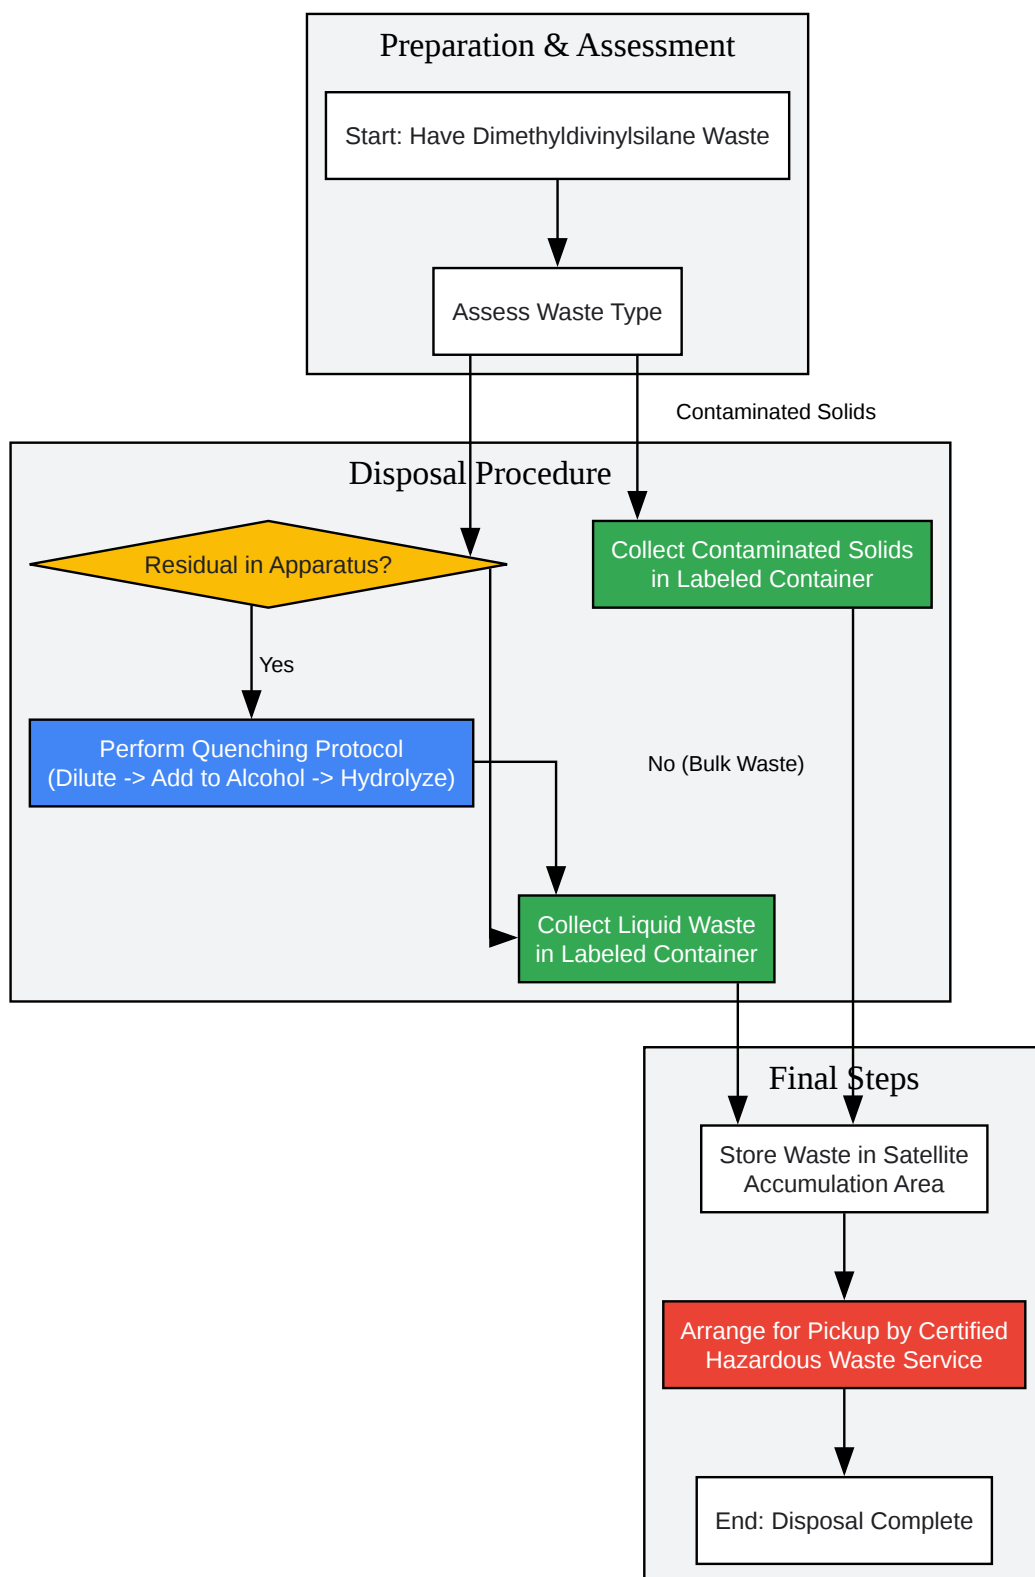 Preparation & Assessment
Start: Have Dimethyldivinylsilane Waste
Assess Waste Type
Contaminated Solids
Disposal Procedure
Residual in Apparatus?
Collect Contaminated Solids
in Labeled Container
Yes
Perform Quenching Protocol
(Dilute -> Add to Alcohol -> Hydrolyze)
No (Bulk Waste)
Collect Liquid Waste
in Labeled Container
Final Steps
Store Waste in Satellite
Accumulation Area
Arrange for Pickup by Certified
Hazardous Waste Service
End: Disposal Complete